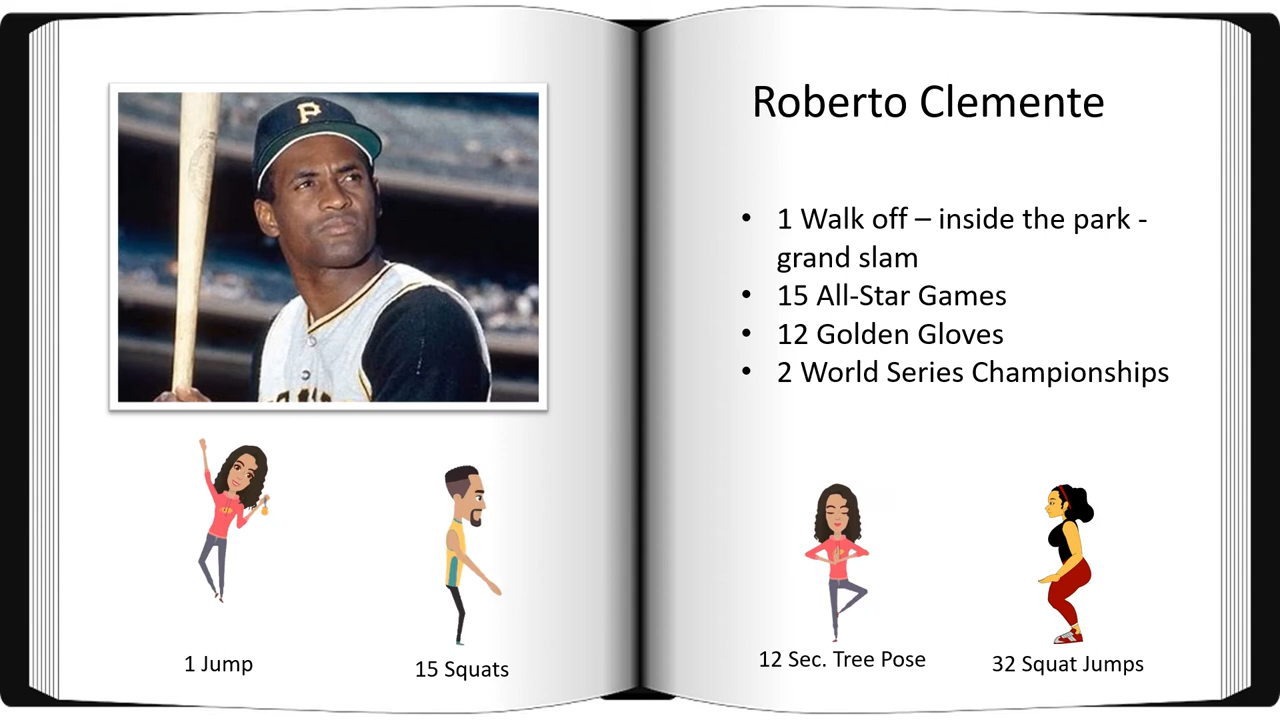 P
Roberto Clemente
• 1 Walk off – inside the park -
grand slam
• 15 All-Star Games
• 12 Golden Gloves
• 2 World Series Championships
1 Jump
15 Squats
12 Sec. Tree Pose
32 Squat Jumps